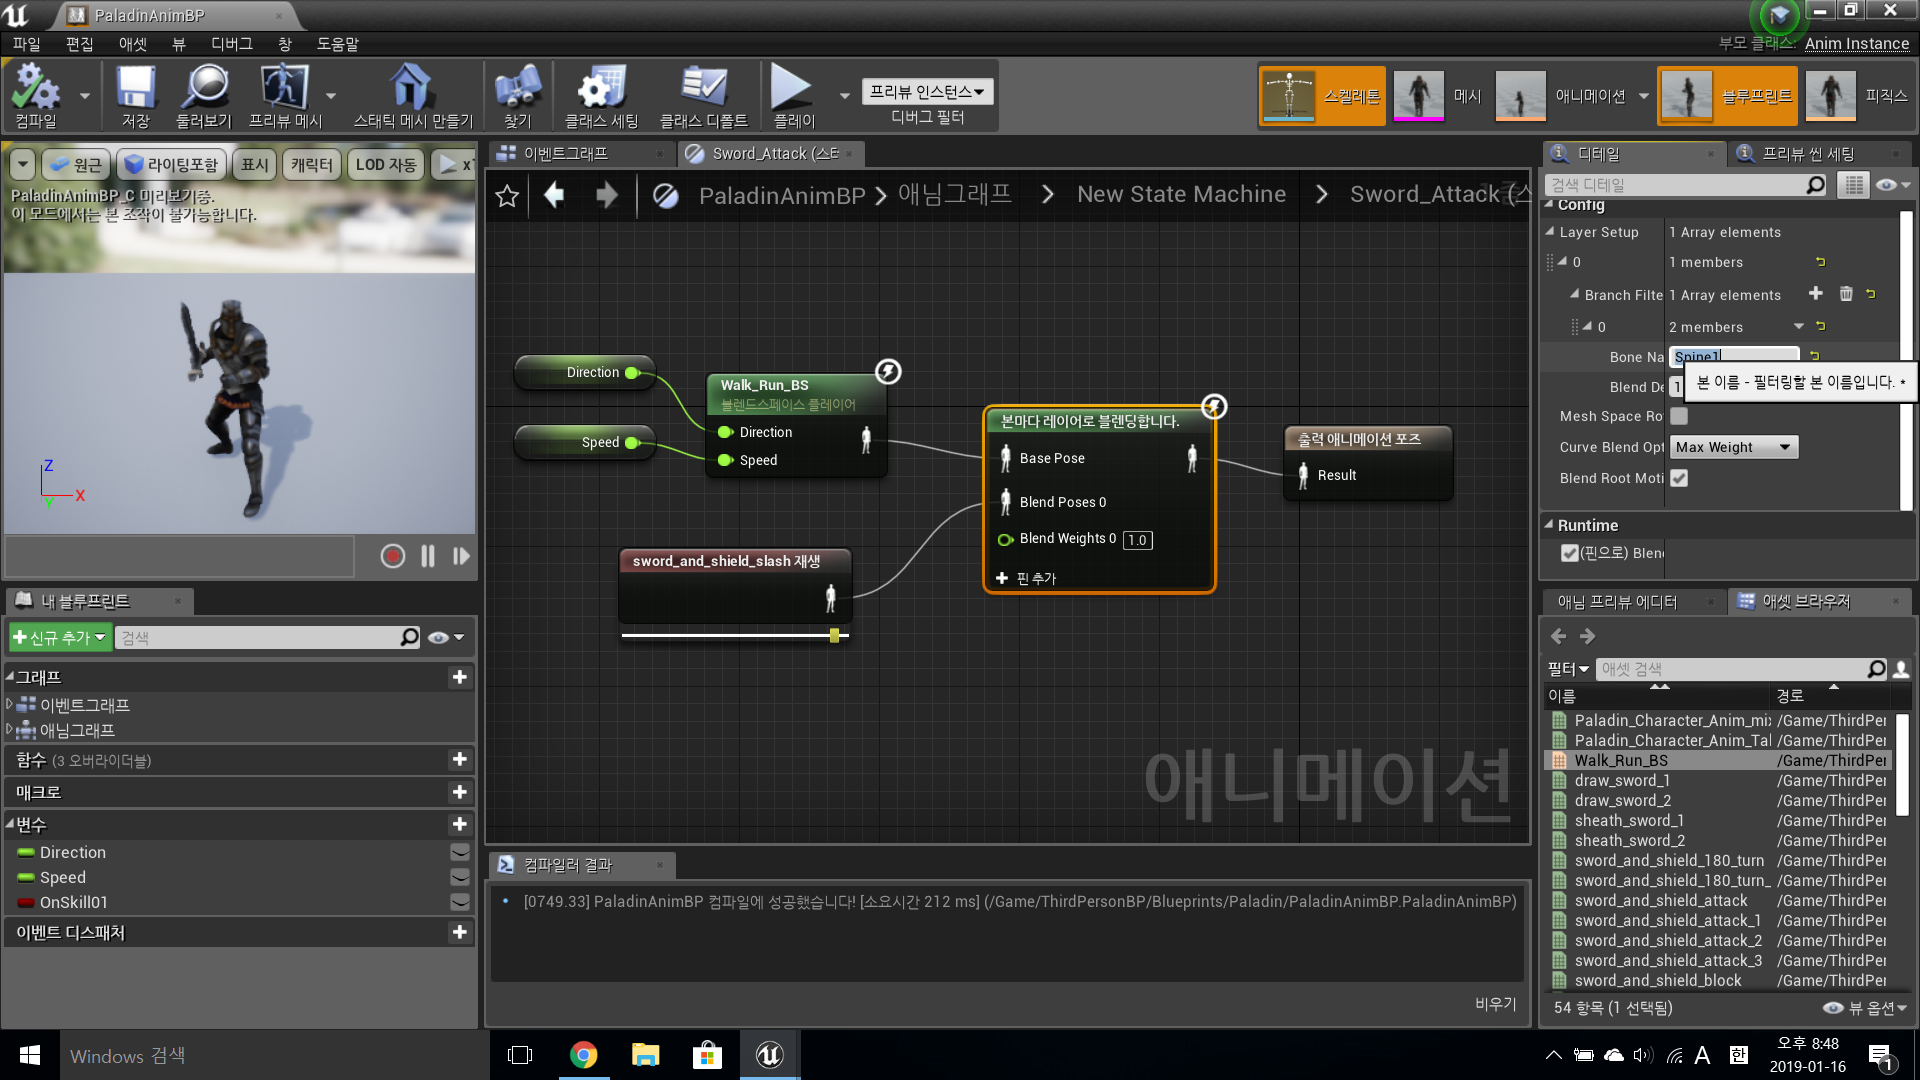 PaladinAnimBP
파일 편집 애셋 뷰 디버그 창 도움말
부모 클래스: Anim Instance
컴파일 저장 둘러보기 프리뷰 메시 스태틱 메시 만들기 찾기 클래스 세팅 클래스 디폴트 플레이
프리뷰 인스턴스
디버그 필터
스켈레톤 메시 애니메이션 블루프린트 피직스
원근 라이팅포함 표시 캐릭터 LOD 자동 x1
PaladinAnimBP_C 미리보기중.
이 모드에서는 본 조작이 불가능합니다.
Z
X
Y
이벤트그래프
Sword_Attack (스테
PaladinAnimBP > 애님그래프 > New State Machine > Sword_Attack (스
Direction
Speed
Walk_Run_BS
블렌드스페이스 플레이어
Direction
Speed
sword_and_shield_slash 재생
본마다 레이어로 블렌딩합니다.
Base Pose
Blend Poses 0
Blend Weights 0 1.0
핀 추가
출력 애니메이션 포즈
Result
애니메이션
내 블루프린트
신규 추가 검색
그래프
이벤트그래프
애님그래프
함수 (3 오버라이더블)
매크로
변수
Direction
Speed
OnSkill01
이벤트 디스패처
컴파일러 결과
[0749.33] PaladinAnimBP 컴파일에 성공했습니다! [소요시간 212 ms] (/Game/ThirdPersonBP/Blueprints/Paladin/PaladinAnimBP.PaladinAnimBP)
비우기
디테일
프리뷰 씬 세팅
검색 디테일
Config
Layer Setup 1 Array elements
0 1 members
Branch Filte 1 Array elements
0 2 members
Bone Na Spine1
본 이름 - 필터링할 본 이름입니다. *
Blend De 1
Mesh Space Ro
Curve Blend Opt Max Weight
Blend Root Moti
Runtime
(핀으로) Blend
애님 프리뷰 에디터
애셋 브라우저
필터 애셋 검색
이름 경로
Paladin_Character_Anim_mix /Game/ThirdPer
Paladin_Character_Anim_Tal /Game/ThirdPer
Walk_Run_BS /Game/ThirdPer
draw_sword_1 /Game/ThirdPer
draw_sword_2 /Game/ThirdPer
sheath_sword_1 /Game/ThirdPer
sheath_sword_2 /Game/ThirdPer
sword_and_shield_180_turn /Game/ThirdPer
sword_and_shield_180_turn_ /Game/ThirdPer
sword_and_shield_attack /Game/ThirdPer
sword_and_shield_attack_1 /Game/ThirdPer
sword_and_shield_attack_2 /Game/ThirdPer
sword_and_shield_attack_3 /Game/ThirdPer
sword_and_shield_block /Game/ThirdPer
54 항목 (1 선택됨) 뷰 옵션
Windows 검색
A 한
오후 8:48
2019-01-16
1